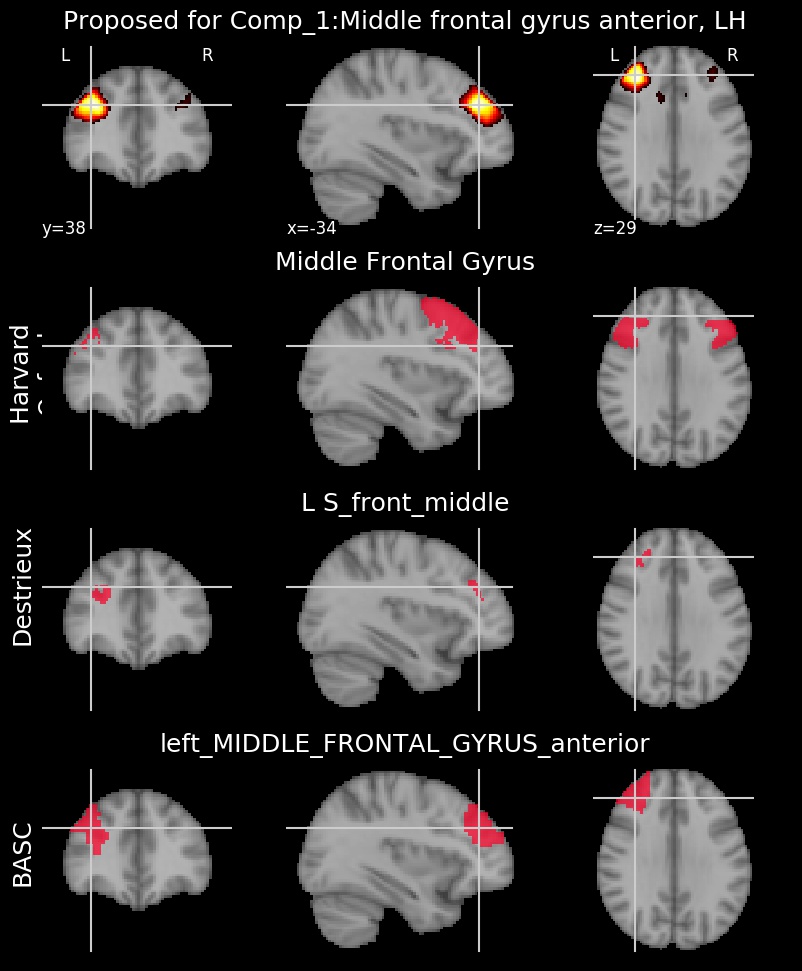 Proposed for Comp_1:Middle frontal gyrus anterior, LH
L R L R
y=38 x=-34 z=29
Middle Frontal Gyrus
Harvard
L S_front_middle
Destrieux
left_MIDDLE_FRONTAL_GYRUS_anterior
BASC